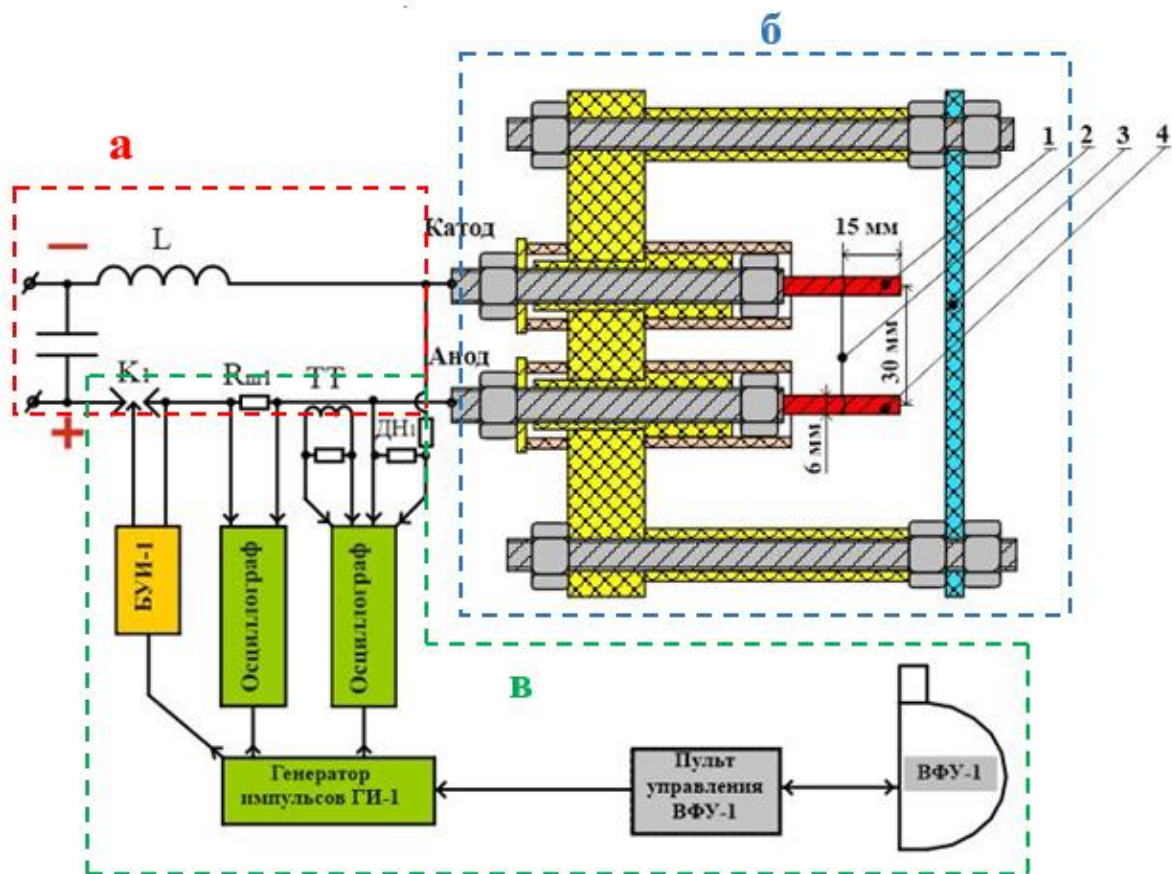 б
а
1
2
3
4
15 мм
Катод
L
30 мм
Анод
K₁
Rш1
ТТ
ДН₁
6 мм
БУИ-1
Осциллограф
Осциллограф
в
Генератор
импульсов ГИ-1
Пульт
управления
ВФУ-1
ВФУ-1